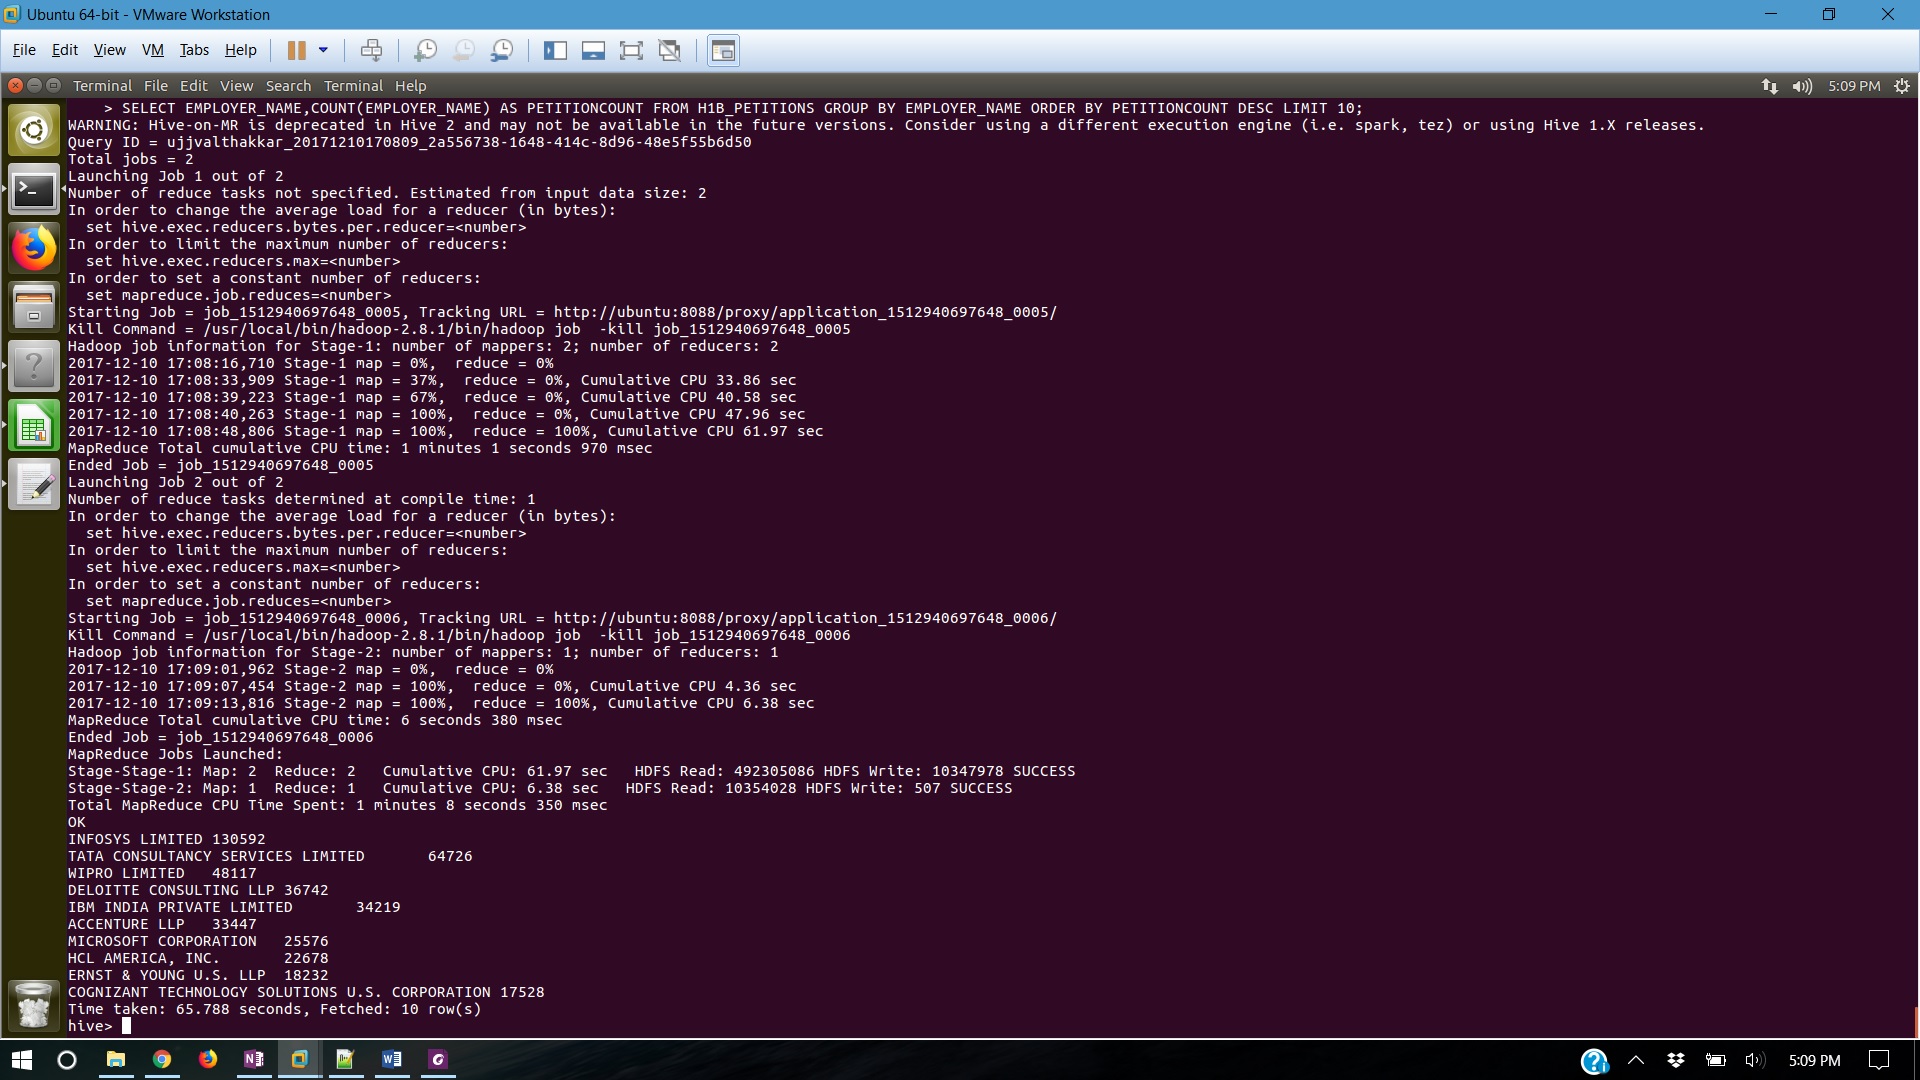 Ubuntu 64-bit - VMware Workstation
File Edit View VM Tabs Help
Terminal File Edit View Search Terminal Help 5:09 PM
    > SELECT EMPLOYER_NAME,COUNT(EMPLOYER_NAME) AS PETITIONCOUNT FROM H1B_PETITIONS GROUP BY EMPLOYER_NAME ORDER BY PETITIONCOUNT DESC LIMIT 10;
WARNING: Hive-on-MR is deprecated in Hive 2 and may not be available in the future versions. Consider using a different execution engine (i.e. spark, tez) or using Hive 1.X releases.
Query ID = ujjvalthakkar_20171210170809_2a556738-1648-414c-8d96-48e5f55b6d50
Total jobs = 2
Launching Job 1 out of 2
Number of reduce tasks not specified. Estimated from input data size: 2
In order to change the average load for a reducer (in bytes):
  set hive.exec.reducers.bytes.per.reducer=<number>
In order to limit the maximum number of reducers:
  set hive.exec.reducers.max=<number>
In order to set a constant number of reducers:
  set mapreduce.job.reduces=<number>
Starting Job = job_1512940697648_0005, Tracking URL = http://ubuntu:8088/proxy/application_1512940697648_0005/
Kill Command = /usr/local/bin/hadoop-2.8.1/bin/hadoop job  -kill job_1512940697648_0005
Hadoop job information for Stage-1: number of mappers: 2; number of reducers: 2
2017-12-10 17:08:16,710 Stage-1 map = 0%,  reduce = 0%
2017-12-10 17:08:33,909 Stage-1 map = 37%,  reduce = 0%, Cumulative CPU 33.86 sec
2017-12-10 17:08:39,223 Stage-1 map = 67%,  reduce = 0%, Cumulative CPU 40.58 sec
2017-12-10 17:08:40,263 Stage-1 map = 100%,  reduce = 0%, Cumulative CPU 47.96 sec
2017-12-10 17:08:48,806 Stage-1 map = 100%,  reduce = 100%, Cumulative CPU 61.97 sec
MapReduce Total cumulative CPU time: 1 minutes 1 seconds 970 msec
Ended Job = job_1512940697648_0005
Launching Job 2 out of 2
Number of reduce tasks determined at compile time: 1
In order to change the average load for a reducer (in bytes):
  set hive.exec.reducers.bytes.per.reducer=<number>
In order to limit the maximum number of reducers:
  set hive.exec.reducers.max=<number>
In order to set a constant number of reducers:
  set mapreduce.job.reduces=<number>
Starting Job = job_1512940697648_0006, Tracking URL = http://ubuntu:8088/proxy/application_1512940697648_0006/
Kill Command = /usr/local/bin/hadoop-2.8.1/bin/hadoop job  -kill job_1512940697648_0006
Hadoop job information for Stage-2: number of mappers: 1; number of reducers: 1
2017-12-10 17:09:01,962 Stage-2 map = 0%,  reduce = 0%
2017-12-10 17:09:07,454 Stage-2 map = 100%,  reduce = 0%, Cumulative CPU 4.36 sec
2017-12-10 17:09:13,816 Stage-2 map = 100%,  reduce = 100%, Cumulative CPU 6.38 sec
MapReduce Total cumulative CPU time: 6 seconds 380 msec
Ended Job = job_1512940697648_0006
MapReduce Jobs Launched:
Stage-Stage-1: Map: 2  Reduce: 2   Cumulative CPU: 61.97 sec   HDFS Read: 492305086 HDFS Write: 10347978 SUCCESS
Stage-Stage-2: Map: 1  Reduce: 1   Cumulative CPU: 6.38 sec   HDFS Read: 10354028 HDFS Write: 507 SUCCESS
Total MapReduce CPU Time Spent: 1 minutes 8 seconds 350 msec
OK
INFOSYS LIMITED 130592
TATA CONSULTANCY SERVICES LIMITED       64726
WIPRO LIMITED   48117
DELOITTE CONSULTING LLP 36742
IBM INDIA PRIVATE LIMITED       34219
ACCENTURE LLP   33447
MICROSOFT CORPORATION   25576
HCL AMERICA, INC.       22678
ERNST & YOUNG U.S. LLP  18232
COGNIZANT TECHNOLOGY SOLUTIONS U.S. CORPORATION 17528
Time taken: 65.788 seconds, Fetched: 10 row(s)
hive>
5:09 PM